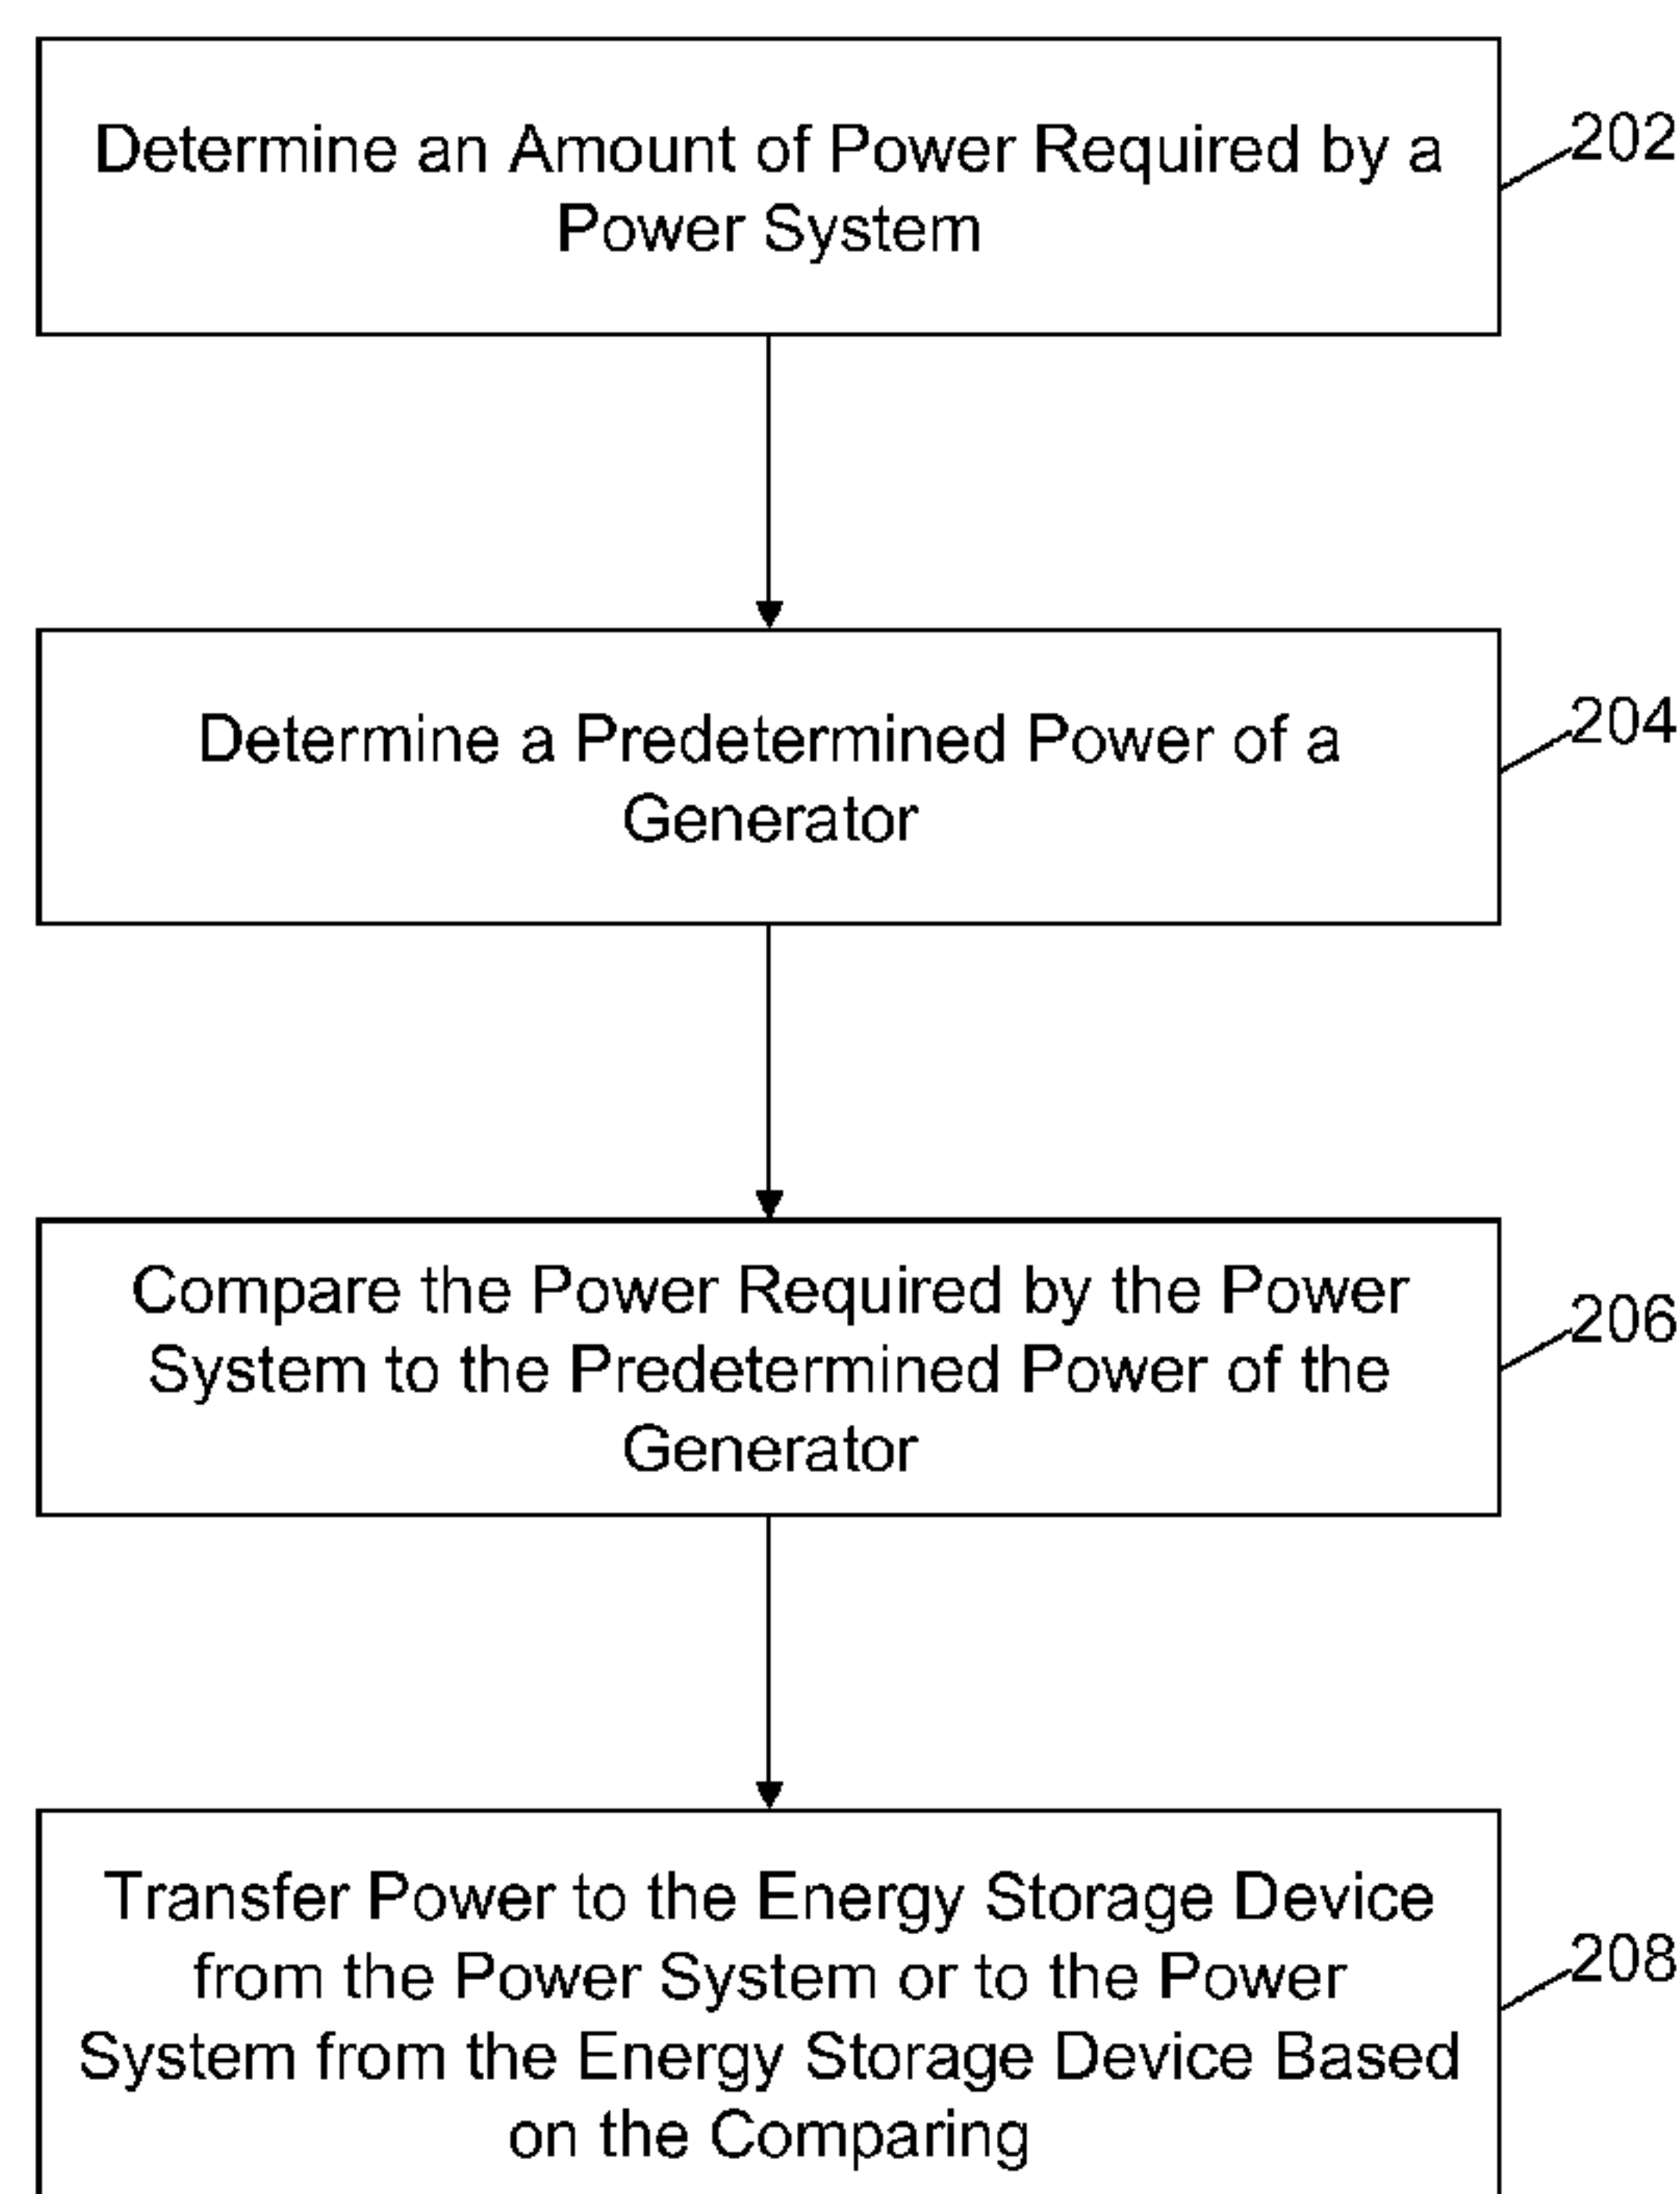 Determine an Amount of Power Required by a
Power System
202
Determine a Predetermined Power of a
Generator
204
Compare the Power Required by the Power
System to the Predetermined Power of the
Generator
206
Transfer Power to the Energy Storage Device
from the Power System or to the Power
System from the Energy Storage Device Based
on the Comparing
208